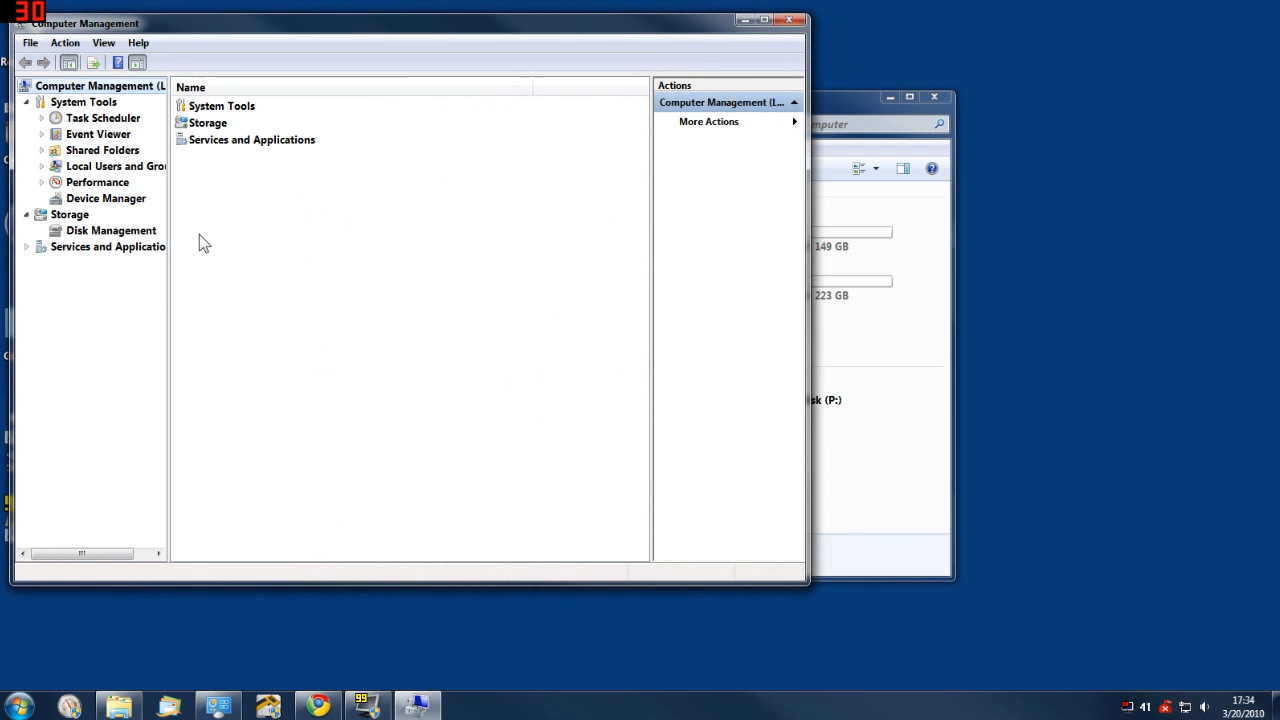 30
Computer Management
File Action View Help
Computer Management (L
System Tools
Task Scheduler
Event Viewer
Shared Folders
Local Users and Gro
Performance
Device Manager
Storage
Disk Management
Services and Applicatio
Name
System Tools
Storage
Services and Applications
Actions
Computer Management (L...
More Actions
mputer
149 GB
223 GB
sk (P:)
99
41
17:34
3/20/2010